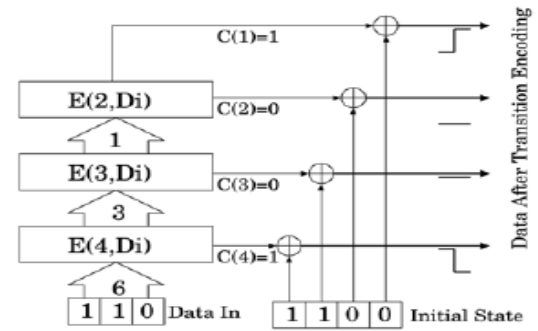 C(1)=1
E(2,Di)
C(2)=0
1
E(3,Di)
C(3)=0
3
E(4,Di)
C(4)=1
6
1 1 0 Data In
1 1 0 0 Initial State
Data After Transition Encoding